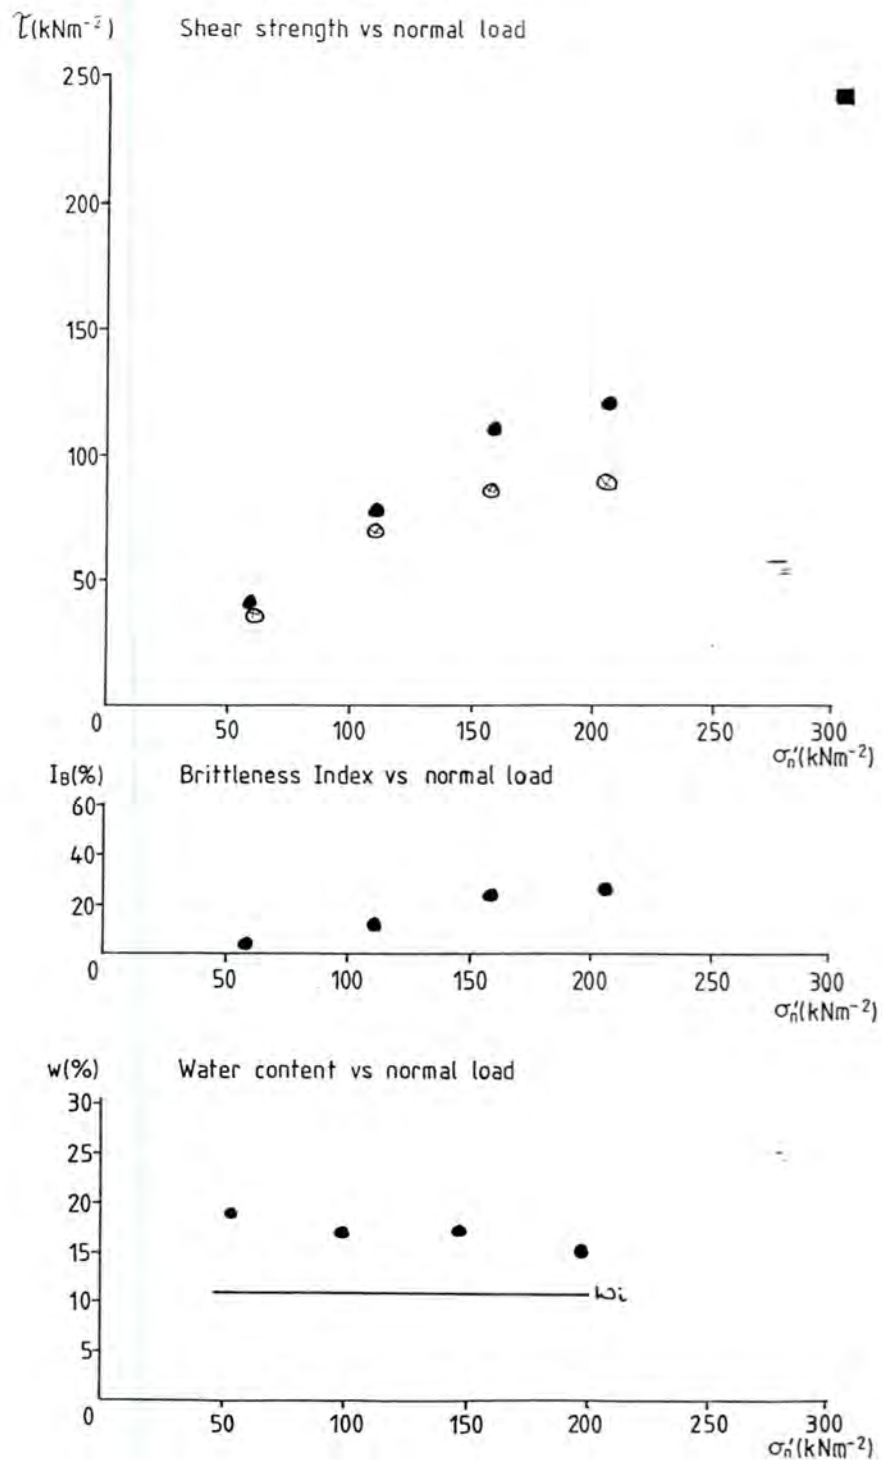 τ(kNm⁻²) Shear strength vs normal load
250
200
150
100
50
0 50 100 150 200 250 300
σn'(kNm⁻²)
IB(%) Brittleness Index vs normal load
60
40
20
0 50 100 150 200 250 300
σn'(kNm⁻²)
w(%) Water content vs normal load
30
25
20
15
10 wi
5
0 50 100 150 200 250 300
σn'(kNm⁻²)